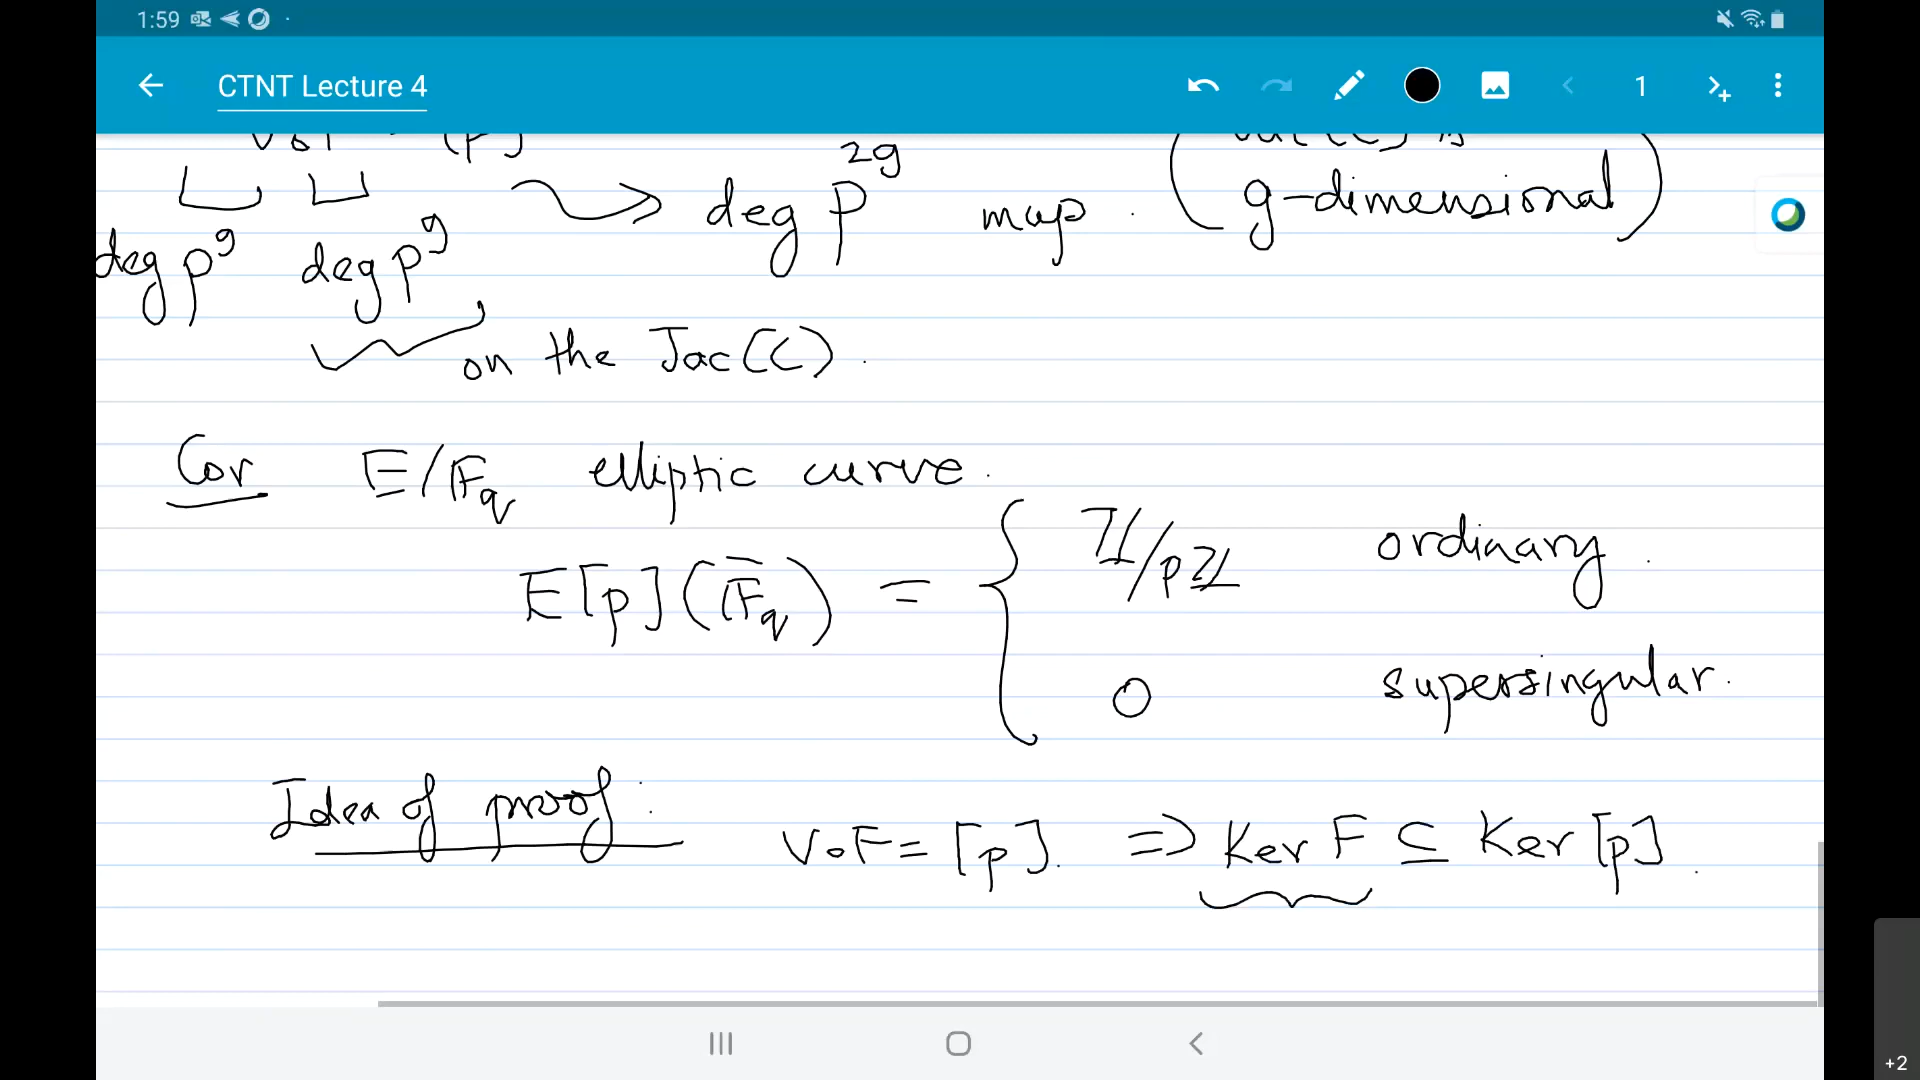 1:59
CTNT Lecture 4
1
V o F = [p]
2g
deg p map. g-dimensional
deg p^g deg p^g
on the Jac(C).
Cor E/𝔽_q elliptic curve.
E[p](𝔽̄_q) = { ℤ/pℤ ordinary.
0 supersingular.
Idea of proof:
V∘F = [p]. => Ker F ⊆ Ker [p].
+2